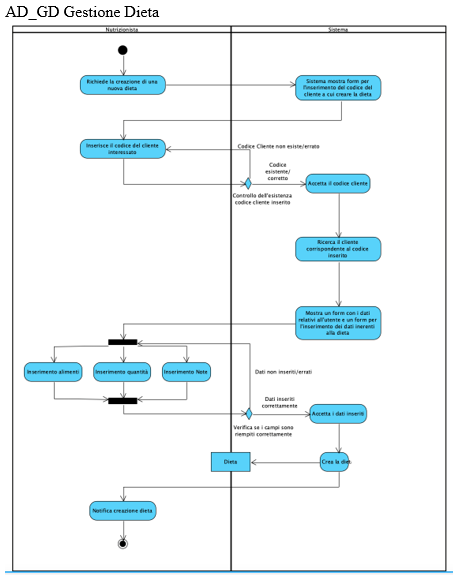 AD_GD Gestione Dieta
Nutrizionista
Sistema
Richiede la creazione di una
nuova dieta
Sistema mostra form per
l'inserimento del codice del
cliente a cui creare la dieta
Inserisce il codice del cliente
interessato
Codice Cliente non esiste/errato
Codice
esistente/
corretto
Controllo dell'esistenza
codice cliente inserito
Accetta il codice cliente
Ricerca il cliente
corrispondente al codice
inserito
Mostra un form con i dati
relativi all'utente e un form per
l'inserimento dei dati inerenti
alla dieta
Inserimento alimenti
Inserimento quantità
Inserimento Note
Dati non inseriti/errati
Dati inseriti
correttamente
Verifica se i campi sono
riempiti correttamente
Accetta i dati inseriti
Dieta
Crea la diet
Notifica creazione dieta